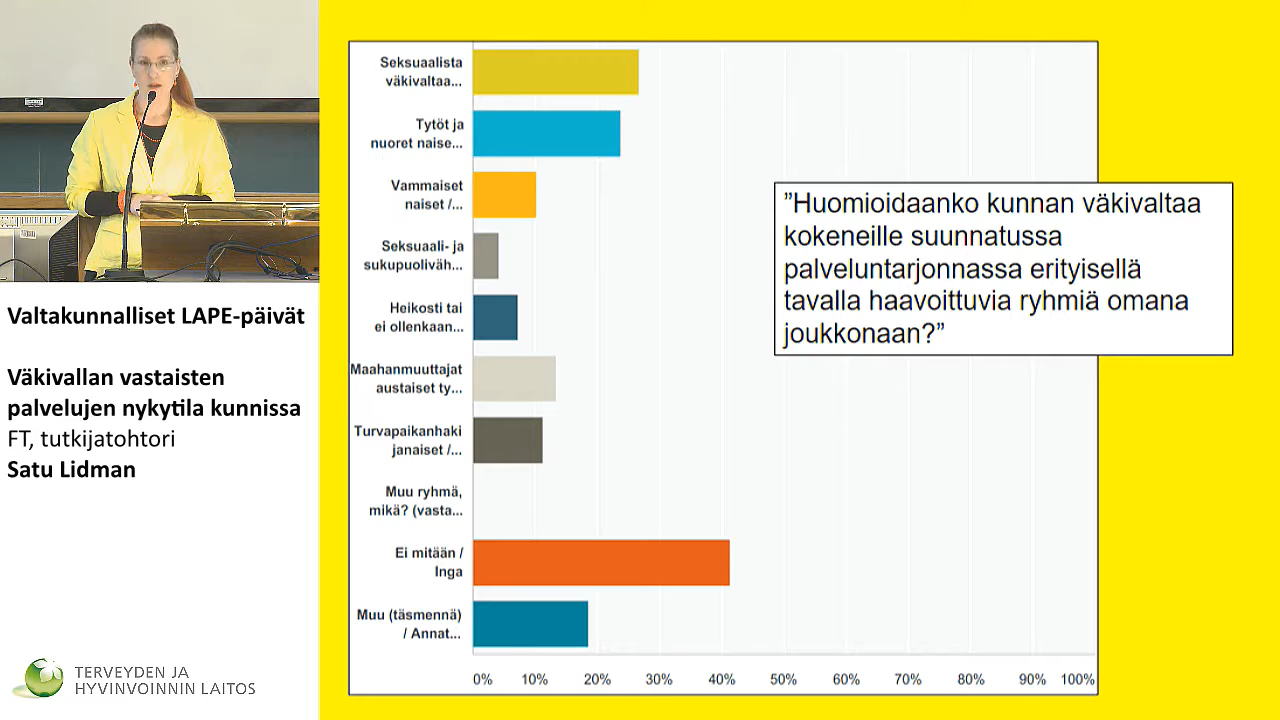 Valtakunnalliset LAPE-päivät
Väkivallan vastaisten
palvelujen nykytila kunnissa
FT, tutkijatohtori
Satu Lidman
TERVEYDEN JA
HYVINVOINNIN LAITOS
Seksuaalista
väkivaltaa...
Tytöt ja
nuoret naise...
Vammaiset
naiset /...
Seksuaali- ja
sukupuoliväh...
Heikosti tai
ei ollenkaan...
Maahanmuuttajat
austaiset ty...
Turvapaikanhaki
janaiset /...
Muu ryhmä,
mikä? (vasta...
Ei mitään /
Inga
Muu (täsmennä)
/ Annat...
0% 10% 20% 30% 40% 50% 60% 70% 80% 90% 100%
”Huomioidaanko kunnan väkivaltaa
kokeneille suunnatussa
palveluntarjonnassa erityisellä
tavalla haavoittuvia ryhmiä omana
joukkonaan?”